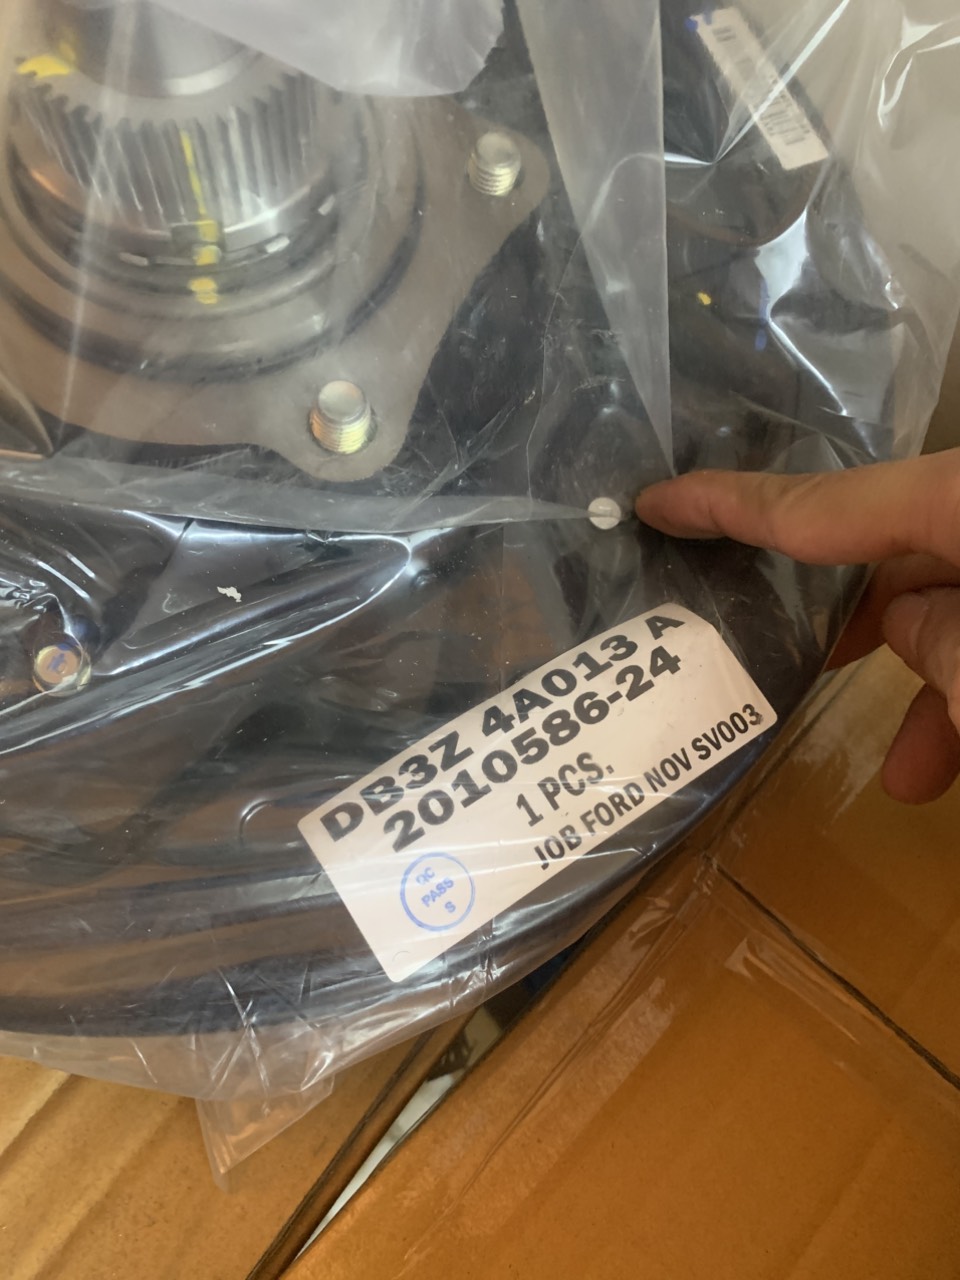 DB3Z 4A013 A
2010586-24
1 PCS.
JOB FORD NOV SV003
QC
PASS
S